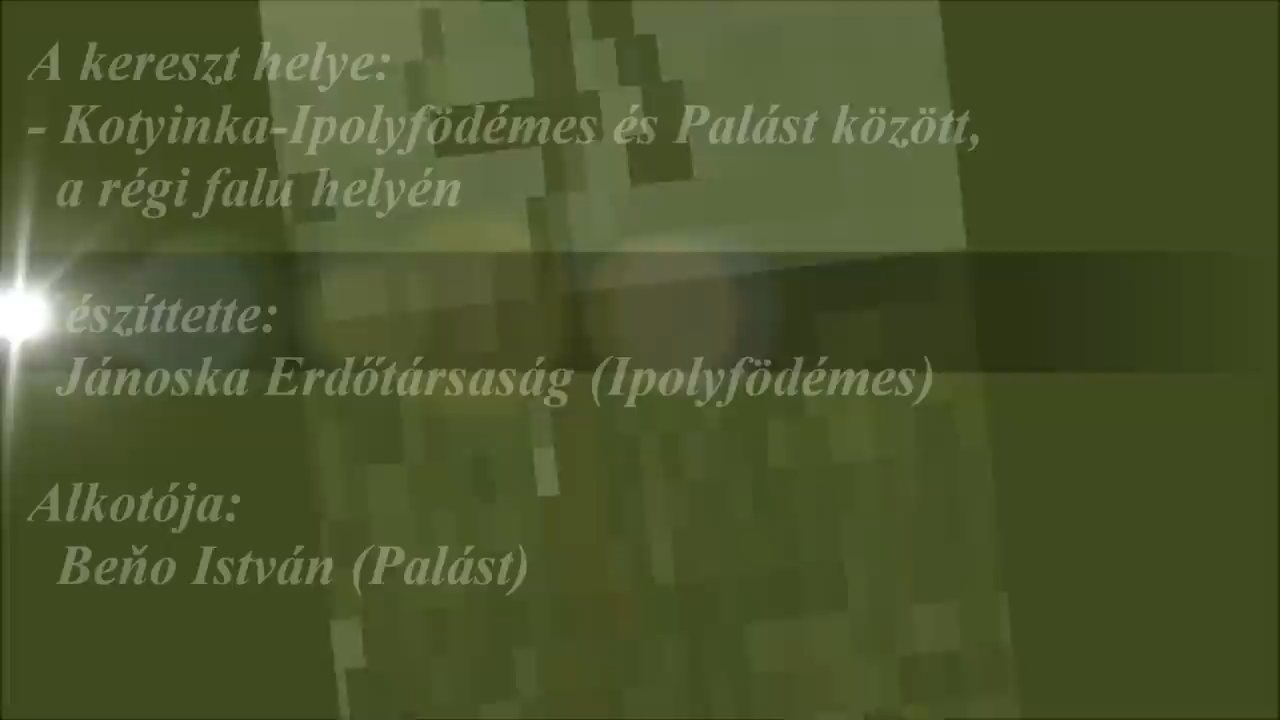 A kereszt helye:
- Kotyinka-Ipolyfödémes és Palást között,
a régi falu helyén
észíttette:
Jánoska Erdőtársaság (Ipolyfödémes)
Alkotója:
Beňo István (Palást)